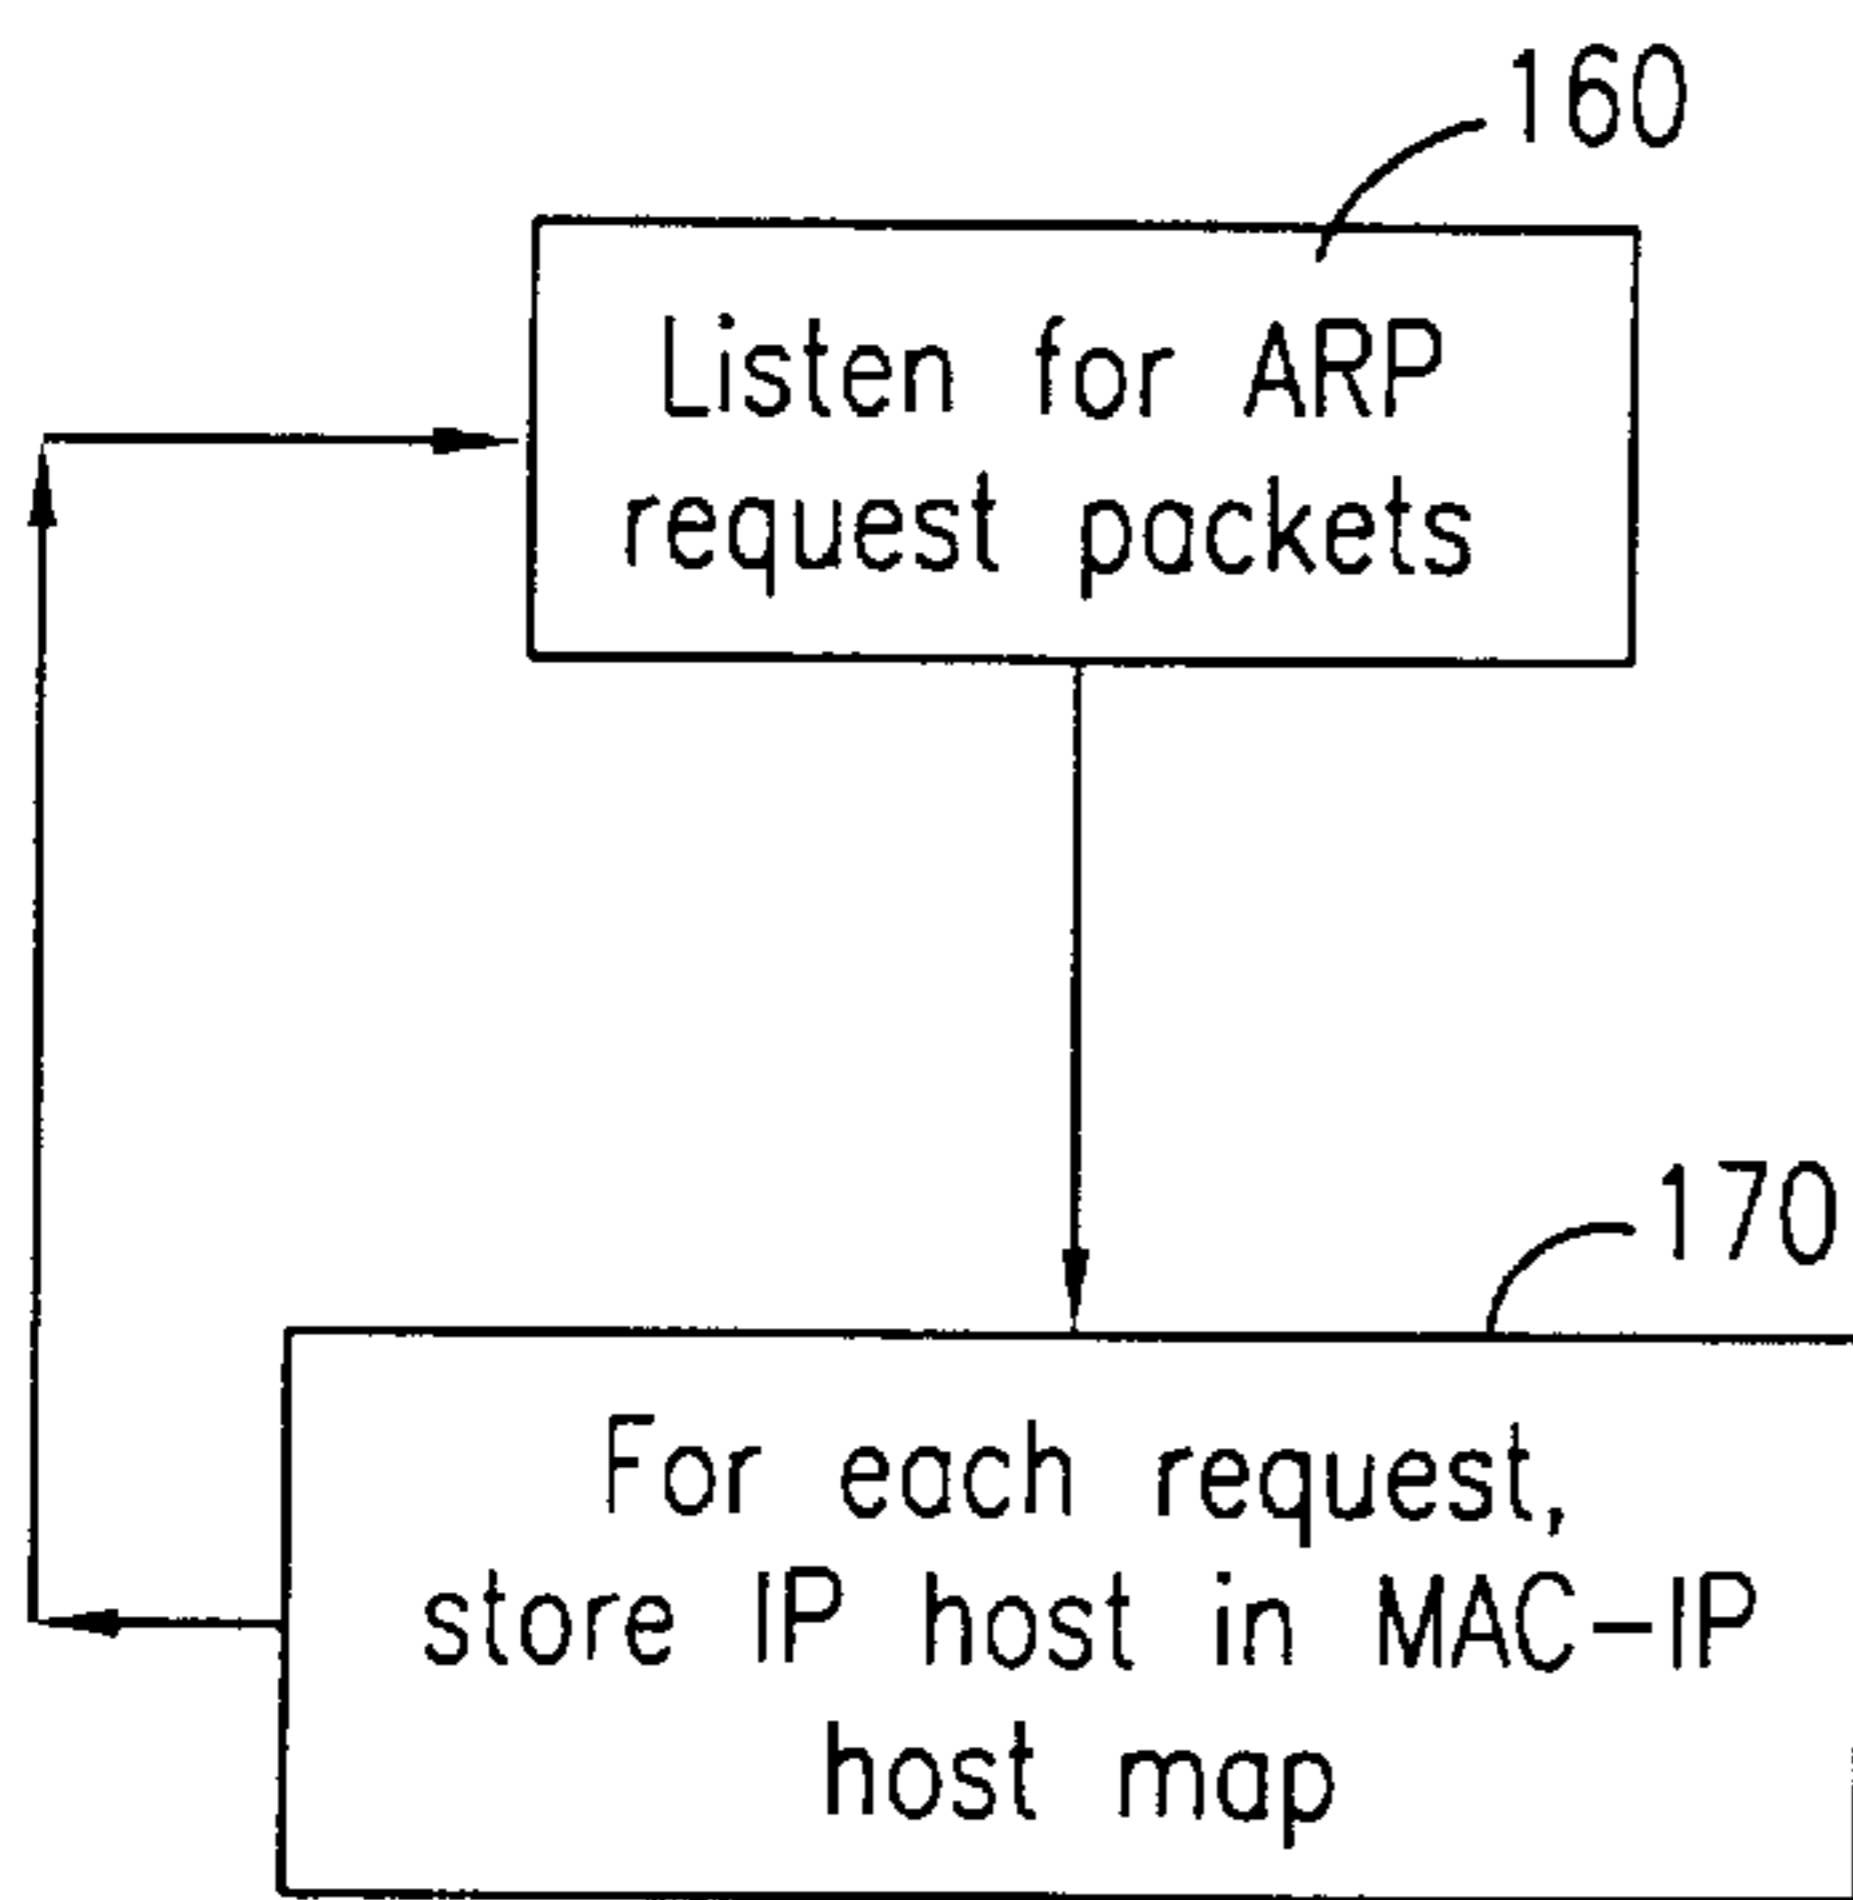 160
Listen for ARP
request packets
170
For each request,
store IP host in MAC-IP
host map